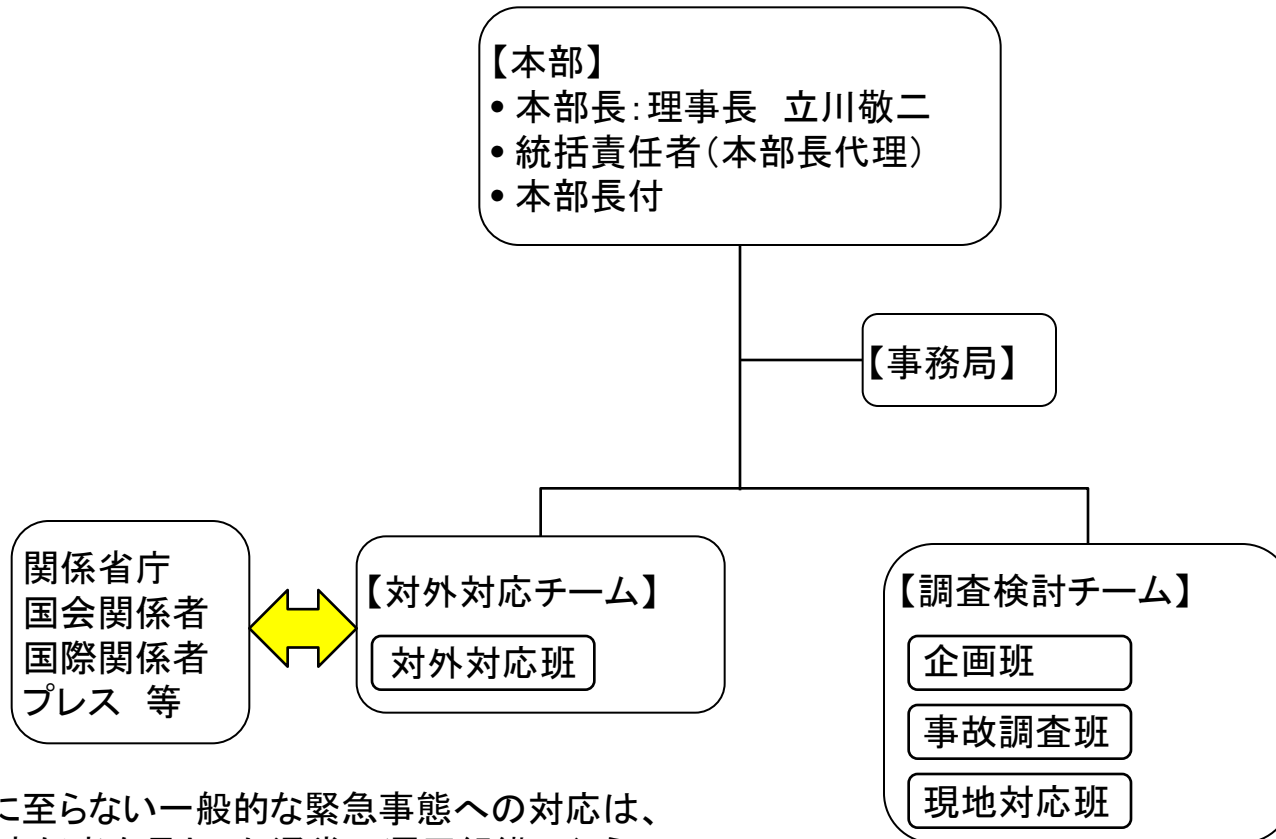 【本部】
• 本部長：理事長　立川敬二
• 統括責任者（本部長代理）
• 本部長付
【事務局】
関係省庁
国会関係者
国際関係者
プレス　等
【対外対応チーム】
対外対応班
【調査検討チーム】
企画班
事故調査班
現地対応班
に至らない一般的な緊急事態への対応は、